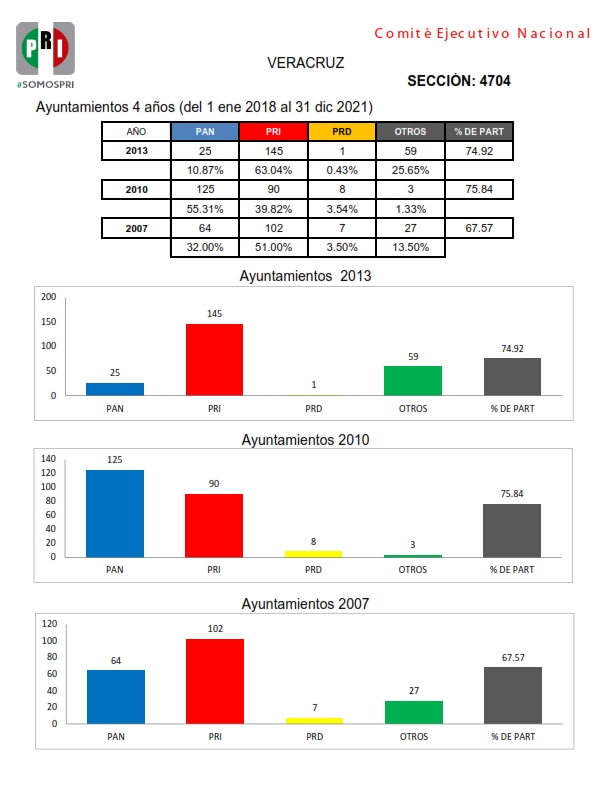 Comité Ejecutivo Nacional
PRI
#SOMOSPRI
VERACRUZ
SECCIÓN: 4704
Ayuntamientos 4 años (del 1 ene 2018 al 31 dic 2021)
AÑO PAN PRI PRD OTROS % DE PART
2013 25 145 1 59 74.92
10.87% 63.04% 0.43% 25.65%
2010 125 90 8 3 75.84
55.31% 39.82% 3.54% 1.33%
2007 64 102 7 27 67.57
32.00% 51.00% 3.50% 13.50%
Ayuntamientos 2013
200
150
100
50
0
25 145 1 59 74.92
PAN PRI PRD OTROS % DE PART
Ayuntamientos 2010
140
120
100
80
60
40
20
0
125 90 8 3 75.84
PAN PRI PRD OTROS % DE PART
Ayuntamientos 2007
120
100
80
60
40
20
0
64 102 7 27 67.57
PAN PRI PRD OTROS % DE PART